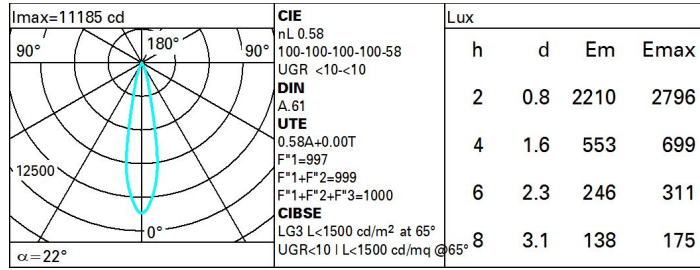 Imax=11185 cd
90°
180°
90°
12500
0°
α=22°
CIE
nL 0.58
100-100-100-100-58
UGR <10-<10
DIN
A.61
UTE
0.58A+0.00T
F"1=997
F"1+F"2=999
F"1+F"2+F"3=1000
CIBSE
LG3 L<1500 cd/m² at 65°
UGR<10 | L<1500 cd/mq @65°
Lux
h d Em Emax
2 0.8 2210 2796
4 1.6 553 699
6 2.3 246 311
8 3.1 138 175